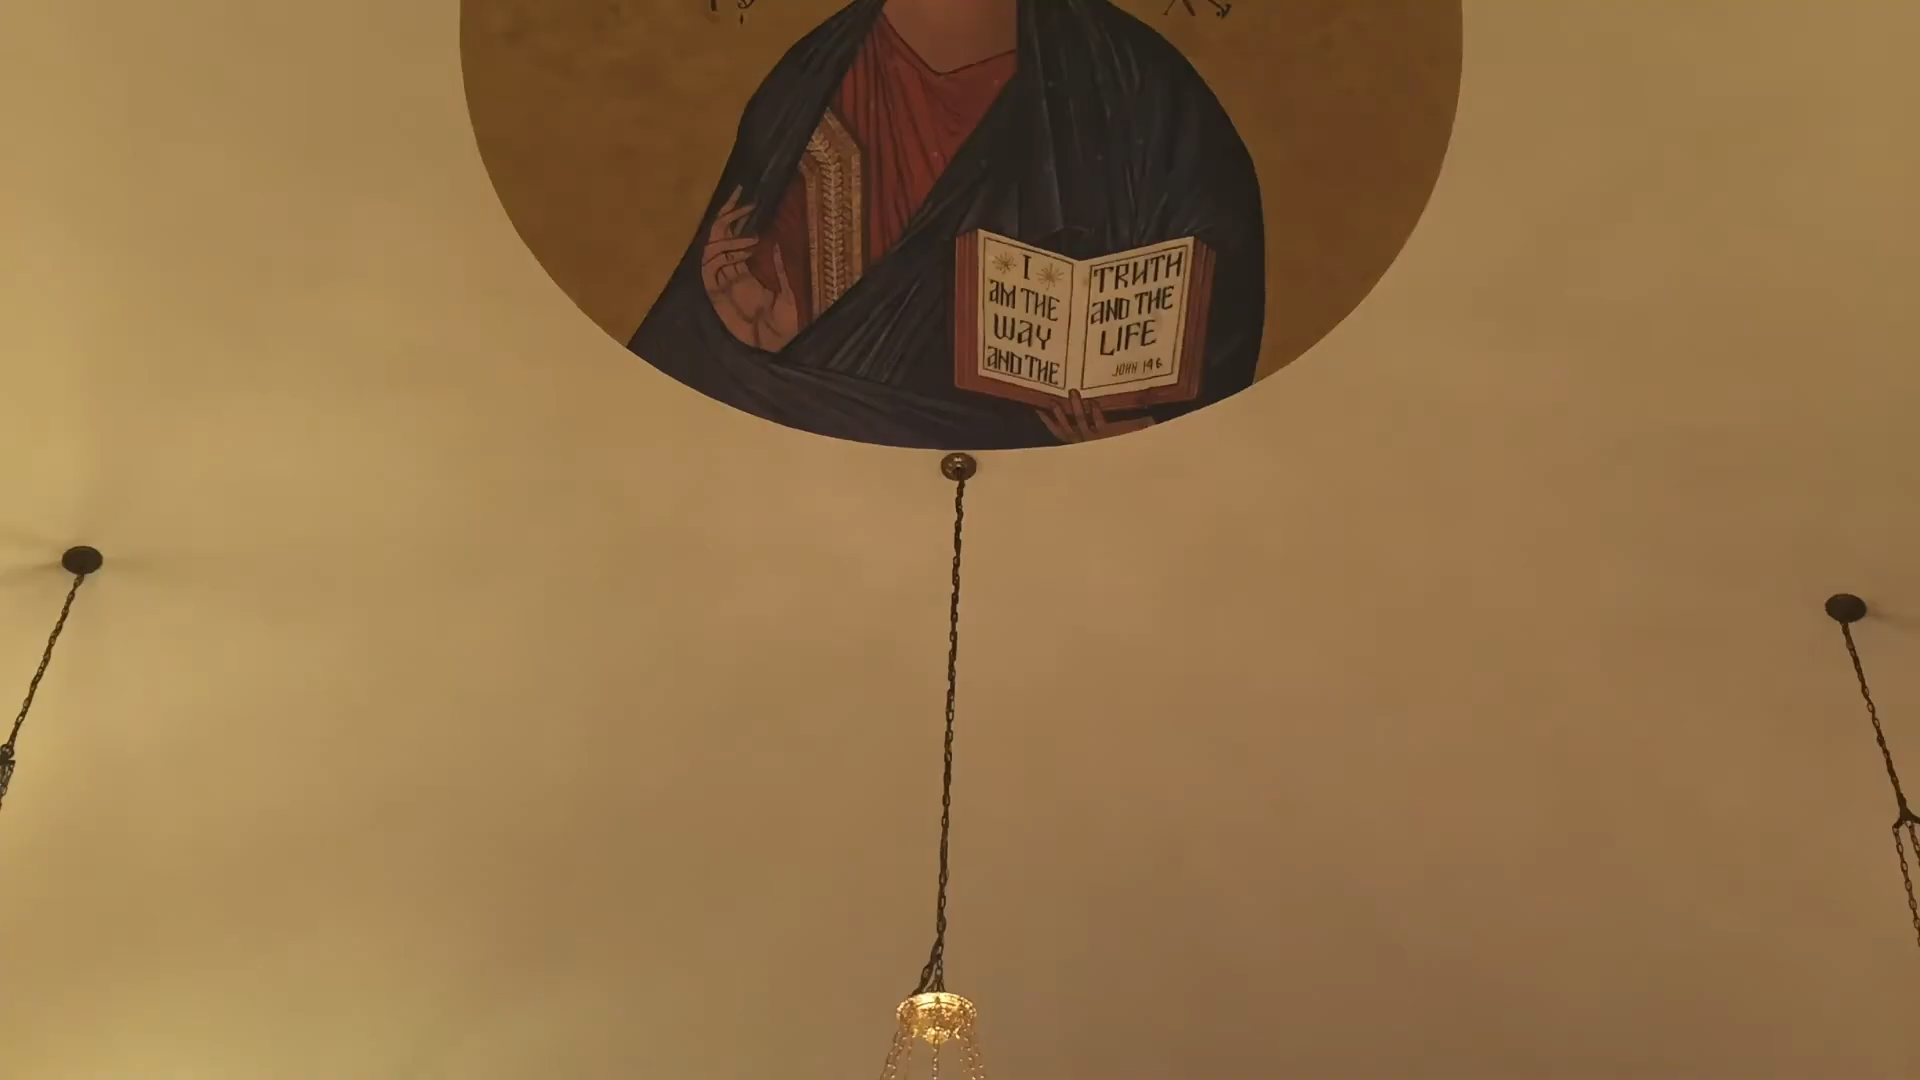 I
AM THE
WAY
AND THE
TRUTH
AND THE
LIFE
JOHN 14 6